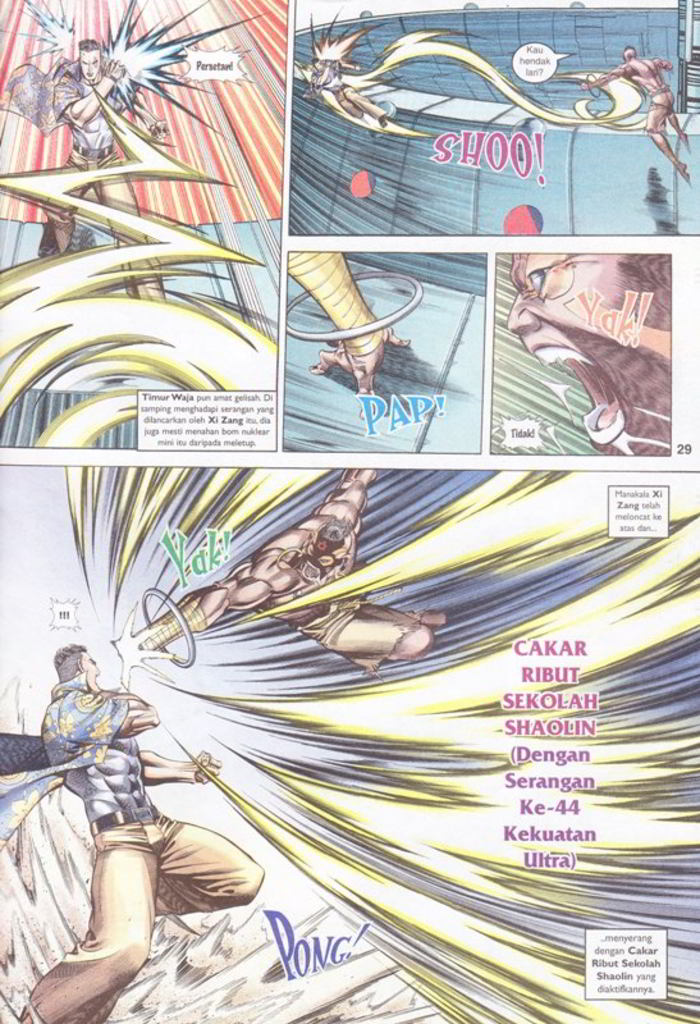 Persetan!
Kau
hendak
lari?
SHOO!
Timur Waja pun amat gelisah. Di
samping menghadapi serangan yang
dilancarkan oleh Xi Zang itu, dia
juga mesti menahan bom nuklear
mini itu daripada meletup.
PAP!
Yak!
Tidak!
29
Manakala Xi
Zang telah
meloncat ke
atas dan...
Yak!
!!!
CAKAR
RIBUT
SEKOLAH
SHAOLIN
(Dengan
Serangan
Ke-44
Kekuatan
Ultra)
PONG!
..menyerang
dengan Cakar
Ribut Sekolah
Shaolin yang
diaktifkannya.